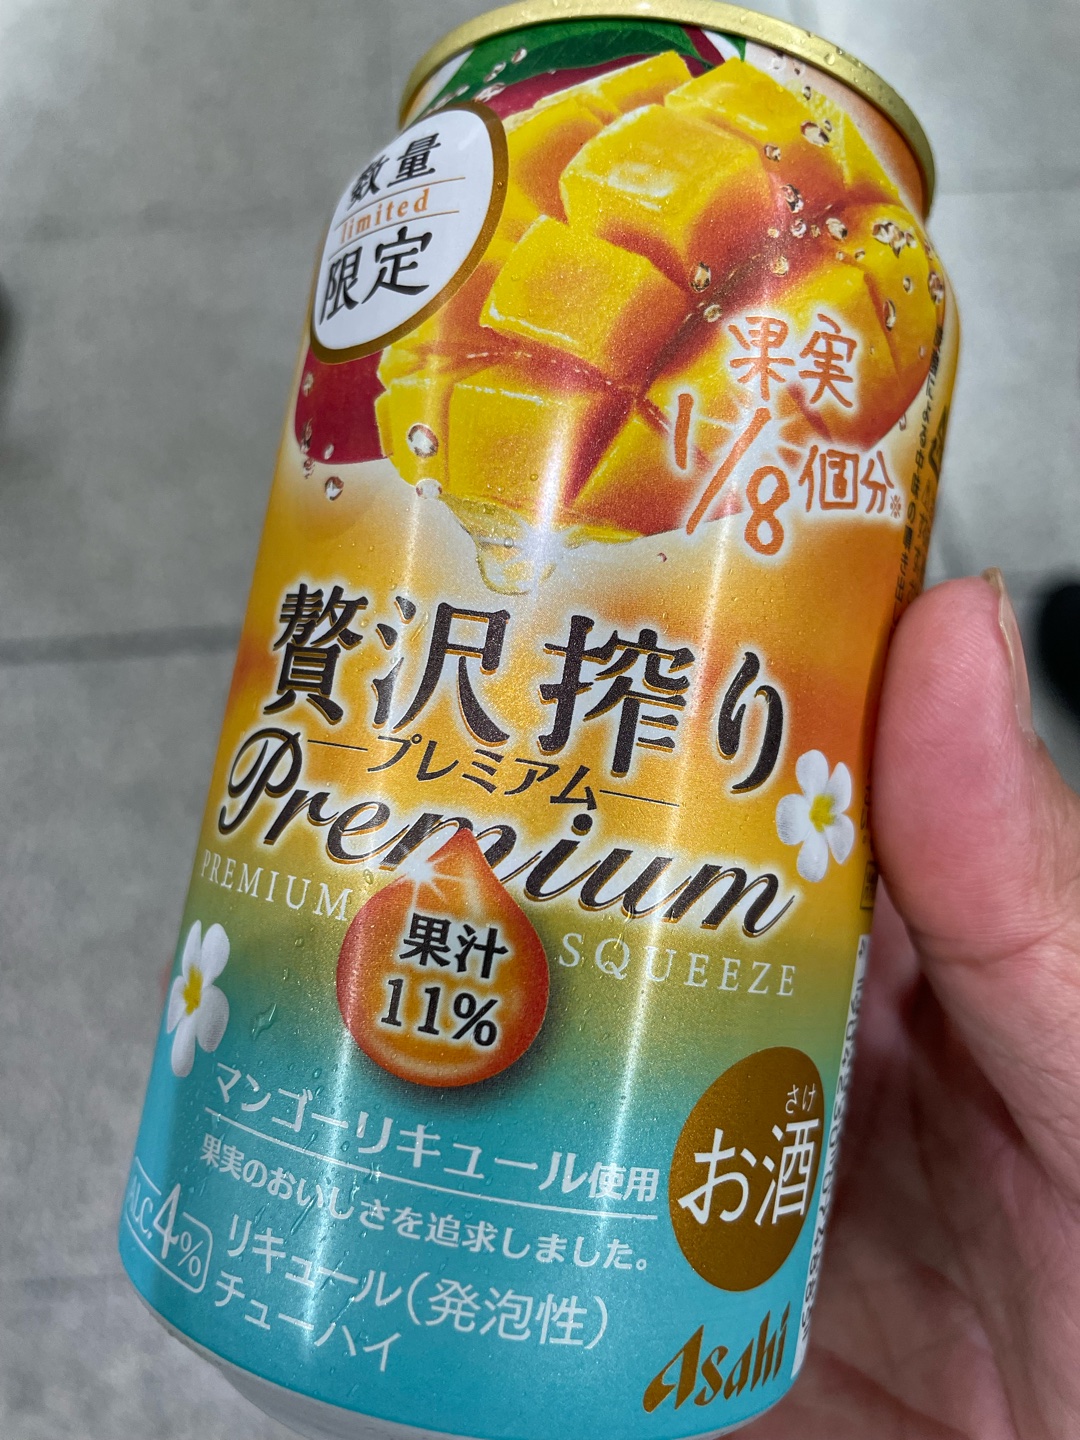 数量
limited
限定
果実
1/8個分※
贅沢搾り
プレミアム
Premium
PREMIUM SQUEEZE
果汁
11%
マンゴーリキュール使用
果実のおいしさを追求しました。
ALC.4%
リキュール(発泡性)
チューハイ
さけ
お酒
Asahi